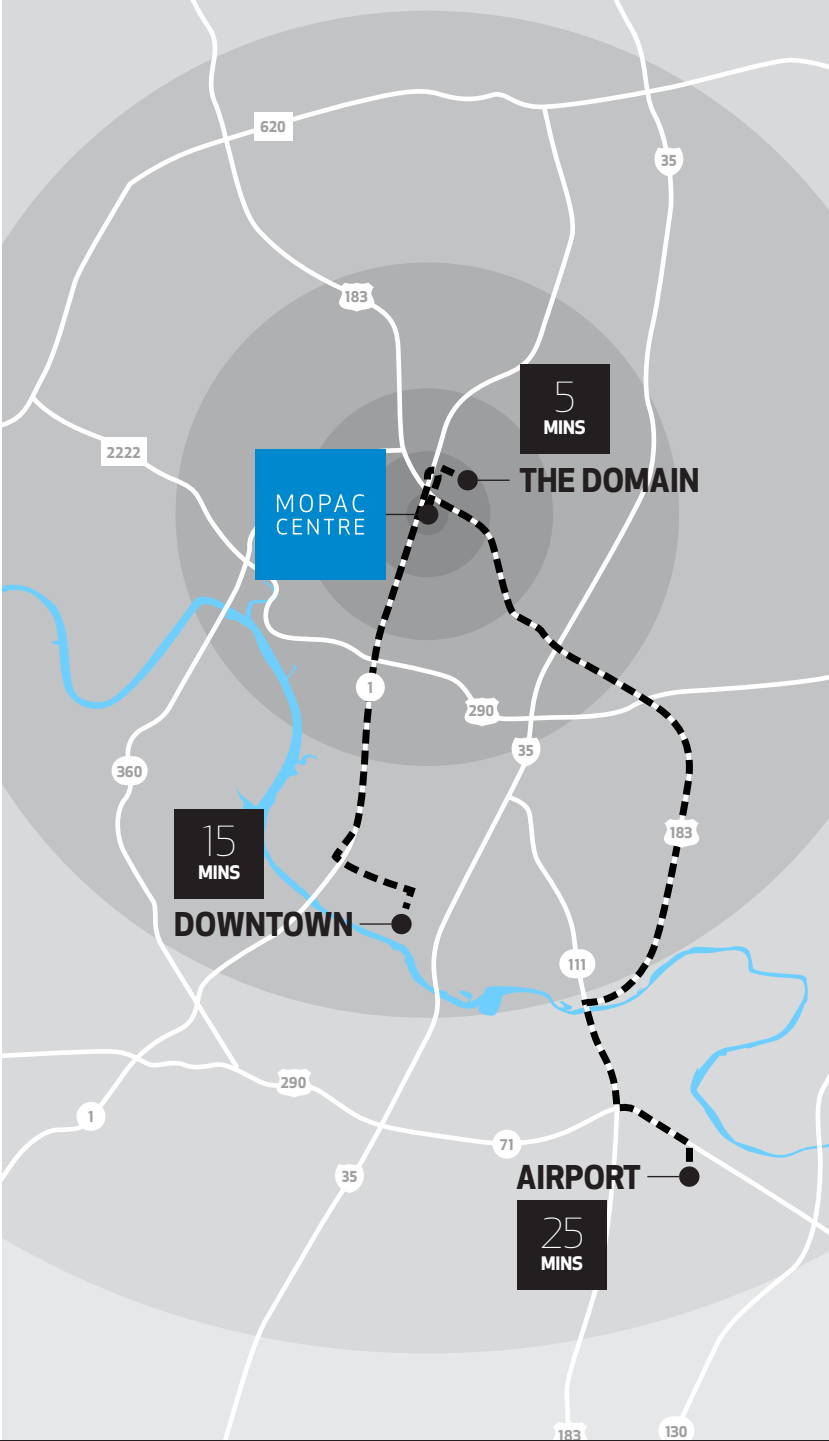 620
35
183
5
MINS
2222
THE DOMAIN
MOPAC
CENTRE
1
290
35
360
183
15
MINS
DOWNTOWN
111
290
1
71
35
AIRPORT
25
MINS
183
130